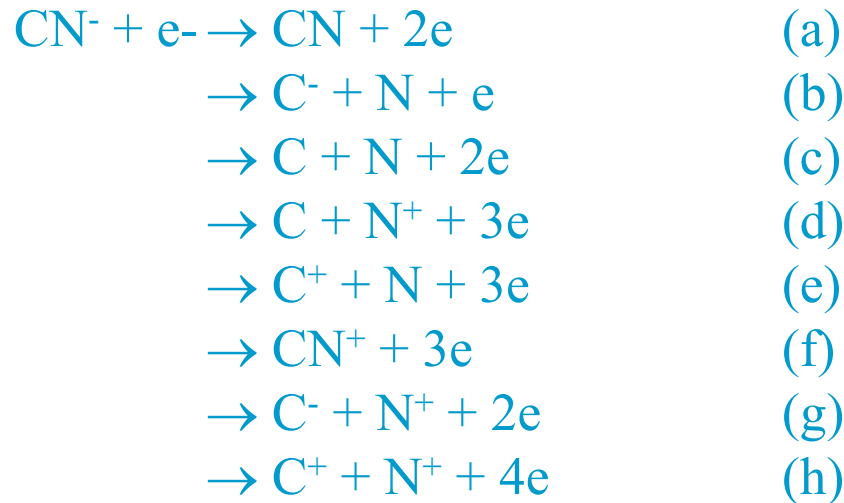 CN⁻ + e- → CN + 2e (a)
→ C⁻ + N + e (b)
→ C + N + 2e (c)
→ C + N⁺ + 3e (d)
→ C⁺ + N + 3e (e)
→ CN⁺ + 3e (f)
→ C⁻ + N⁺ + 2e (g)
→ C⁺ + N⁺ + 4e (h)